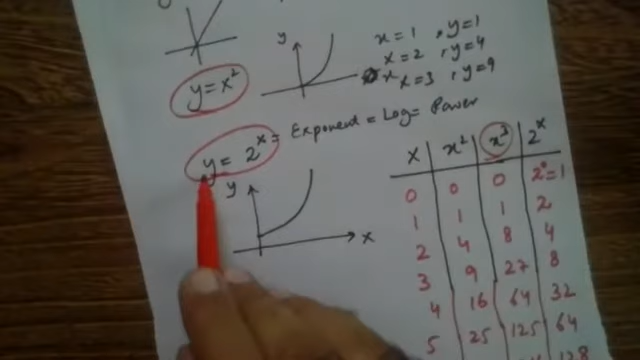 y
x = 1 , y = 1
x = 2 , y = 4
x x = 3 , y = 9
y = x²
y = 2ˣ = Exponent = Log = Power
y
x
x x² x³ 2ˣ
0 0 0 2⁰=1
1 1 1 2
2 4 8 4
3 9 27 8
4 16 64 32
5 25 125 64
128